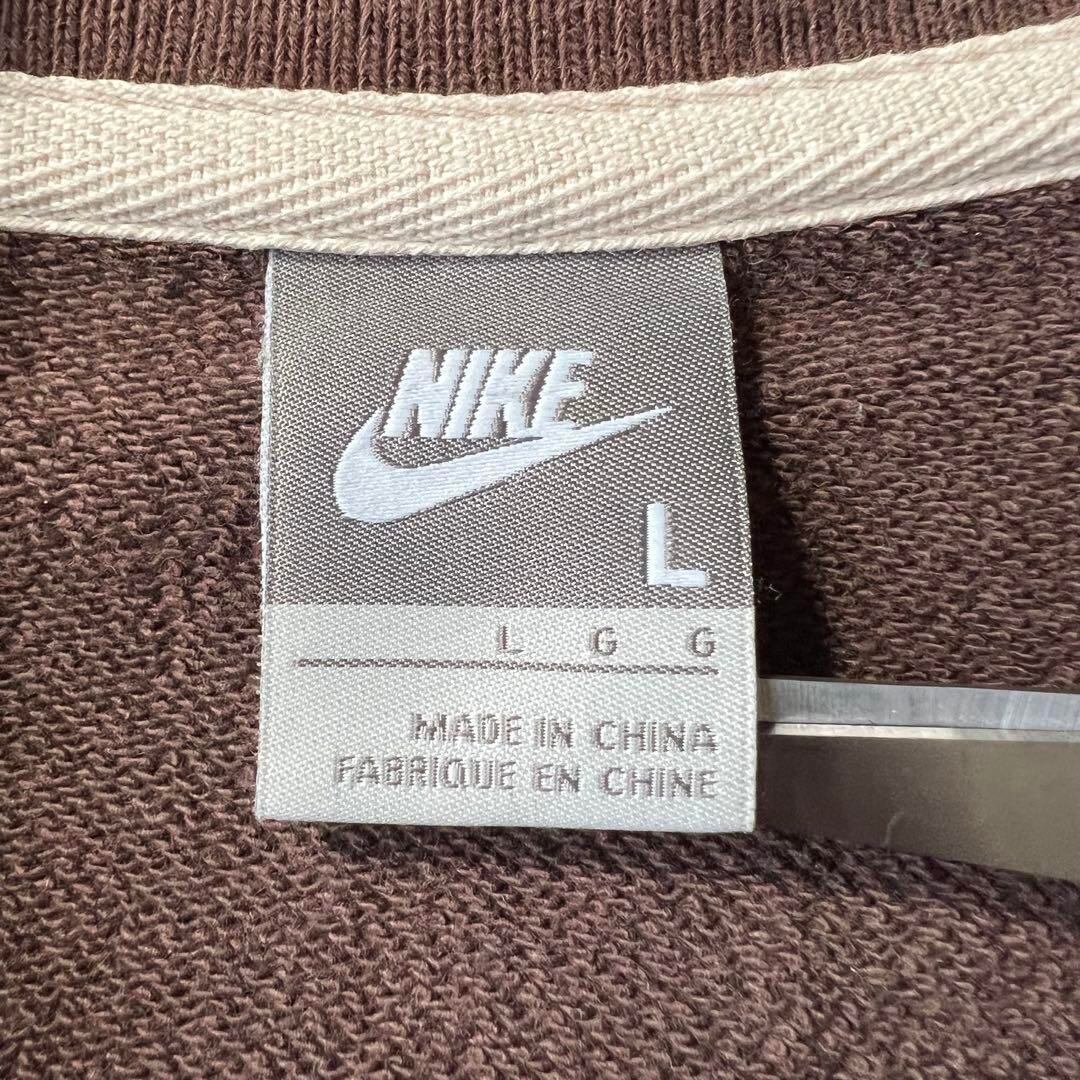 NIKE
L
L G G
MADE IN CHINA
FABRIQUE EN CHINE